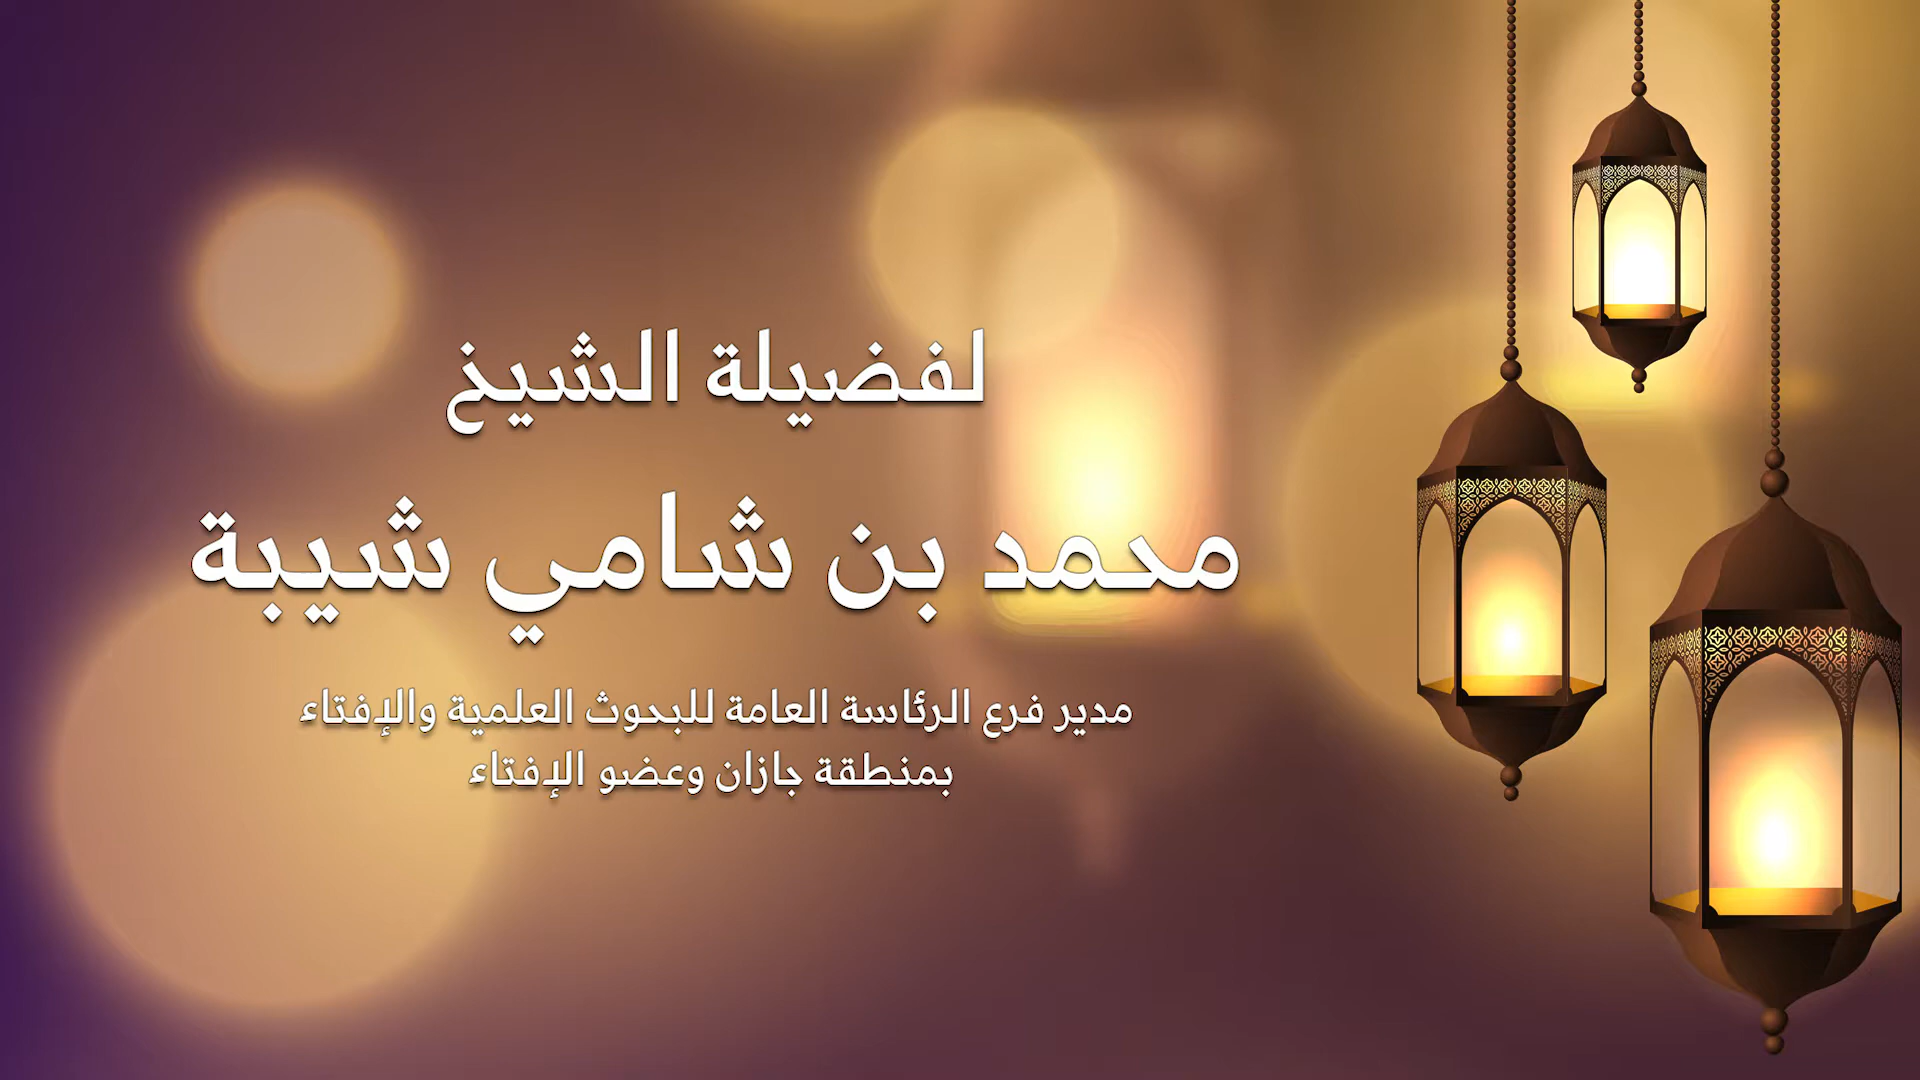 لفضيلة الشيخ
محمد بن شامي شيبة
مدير فرع الرئاسة العامة للبحوث العلمية والإفتاء
بمنطقة جازان وعضو الإفتاء